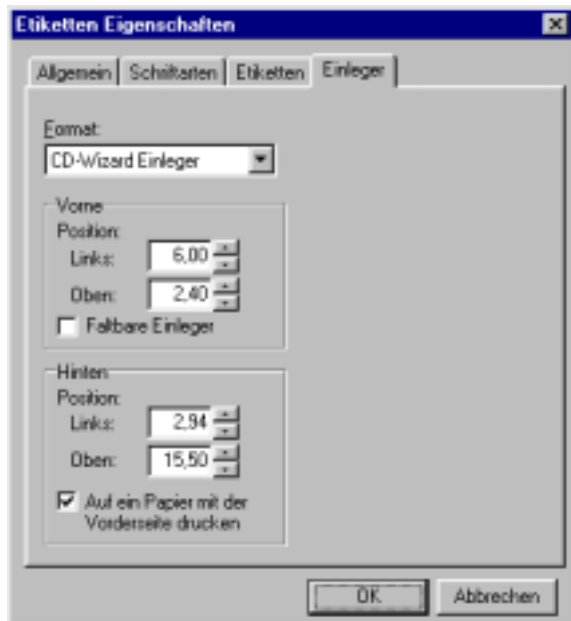 Etiketten Eigenschaften
Allgemein Schriftarten Etiketten Einleger
Format:
CD-Wizard Einleger
Vorne
Position:
Links: 6,00
Oben: 2,40
Faltbare Einleger
Hinten
Position:
Links: 2,94
Oben: 15,50
Auf ein Papier mit der
Vorderseite drucken
OK Abbrechen